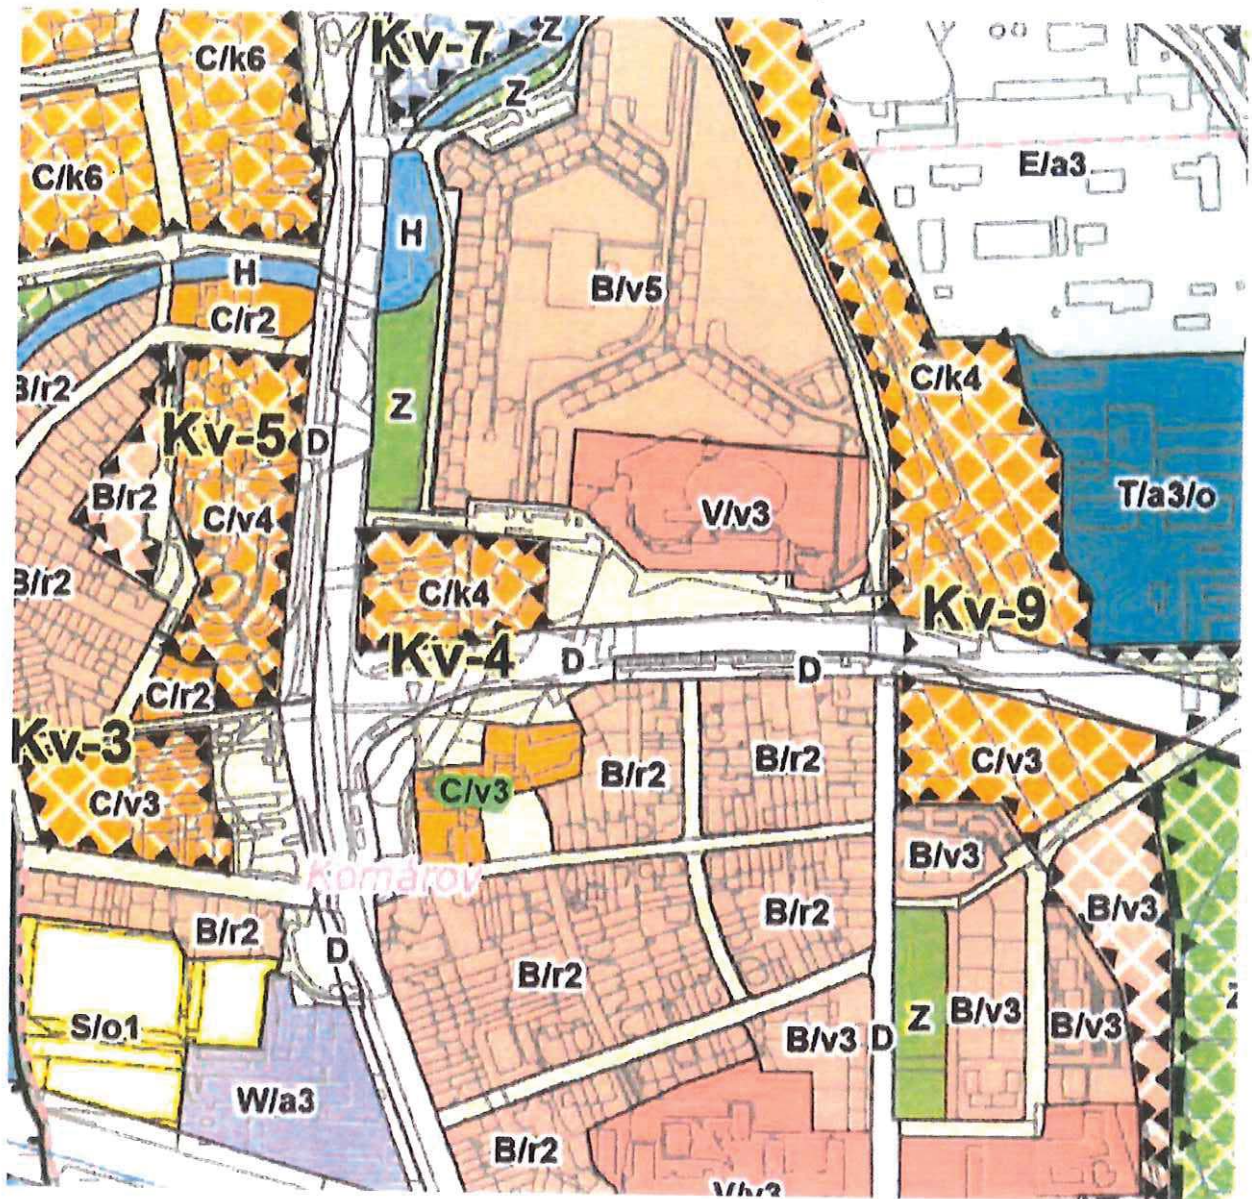 Kv-7
Z
C/k6
Z
C/k6
E/a3
H
H
B/v5
C/r2
B/r2
C/k4
Z
Kv-5
D
B/r2
C/v4
V/v3
T/a3/o
B/r2
C/k4
Kv-9
Kv-4
D
D
C/r2
Kv-3
B/r2
B/r2
C/v3
C/v3
C/v3
B/v3
Komárov
B/r2
B/v3
B/r2
D
B/r2
Z
S/o1
B/v3
D
Z
B/v3
B/v3
W/a3
B/r2
V/v3